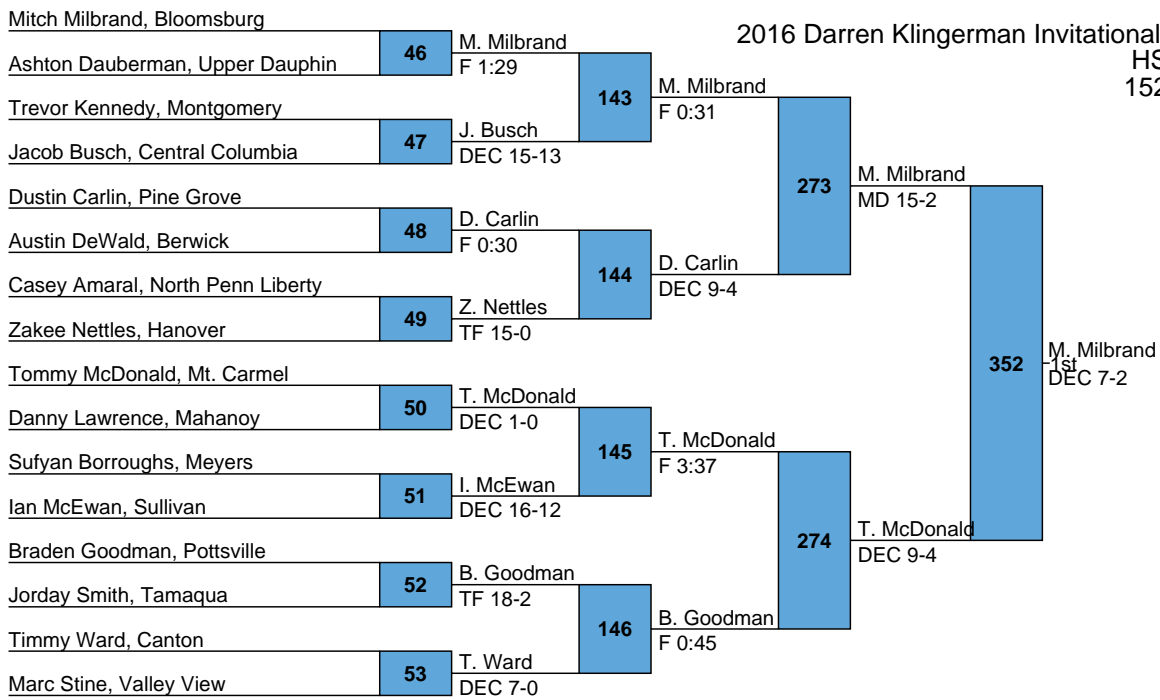 Mitch Milbrand, Bloomsburg
Ashton Dauberman, Upper Dauphin
Trevor Kennedy, Montgomery
Jacob Busch, Central Columbia
Dustin Carlin, Pine Grove
Austin DeWald, Berwick
Casey Amaral, North Penn Liberty
Zakee Nettles, Hanover
Tommy McDonald, Mt. Carmel
Danny Lawrence, Mahanoy
Sufyan Borroughs, Meyers
Ian McEwan, Sullivan
Braden Goodman, Pottsville
Jorday Smith, Tamaqua
Timmy Ward, Canton
Marc Stine, Valley View
46
47
48
49
50
51
52
53
M. Milbrand
F 1:29
J. Busch
DEC 15-13
D. Carlin
F 0:30
Z. Nettles
TF 15-0
T. McDonald
DEC 1-0
I. McEwan
DEC 16-12
B. Goodman
TF 18-2
T. Ward
DEC 7-0
143
144
145
146
M. Milbrand
F 0:31
D. Carlin
DEC 9-4
T. McDonald
F 3:37
B. Goodman
F 0:45
273
274
M. Milbrand
MD 15-2
T. McDonald
DEC 9-4
352
M. Milbrand
1st
DEC 7-2
2016 Darren Klingerman Invitational
HS
152